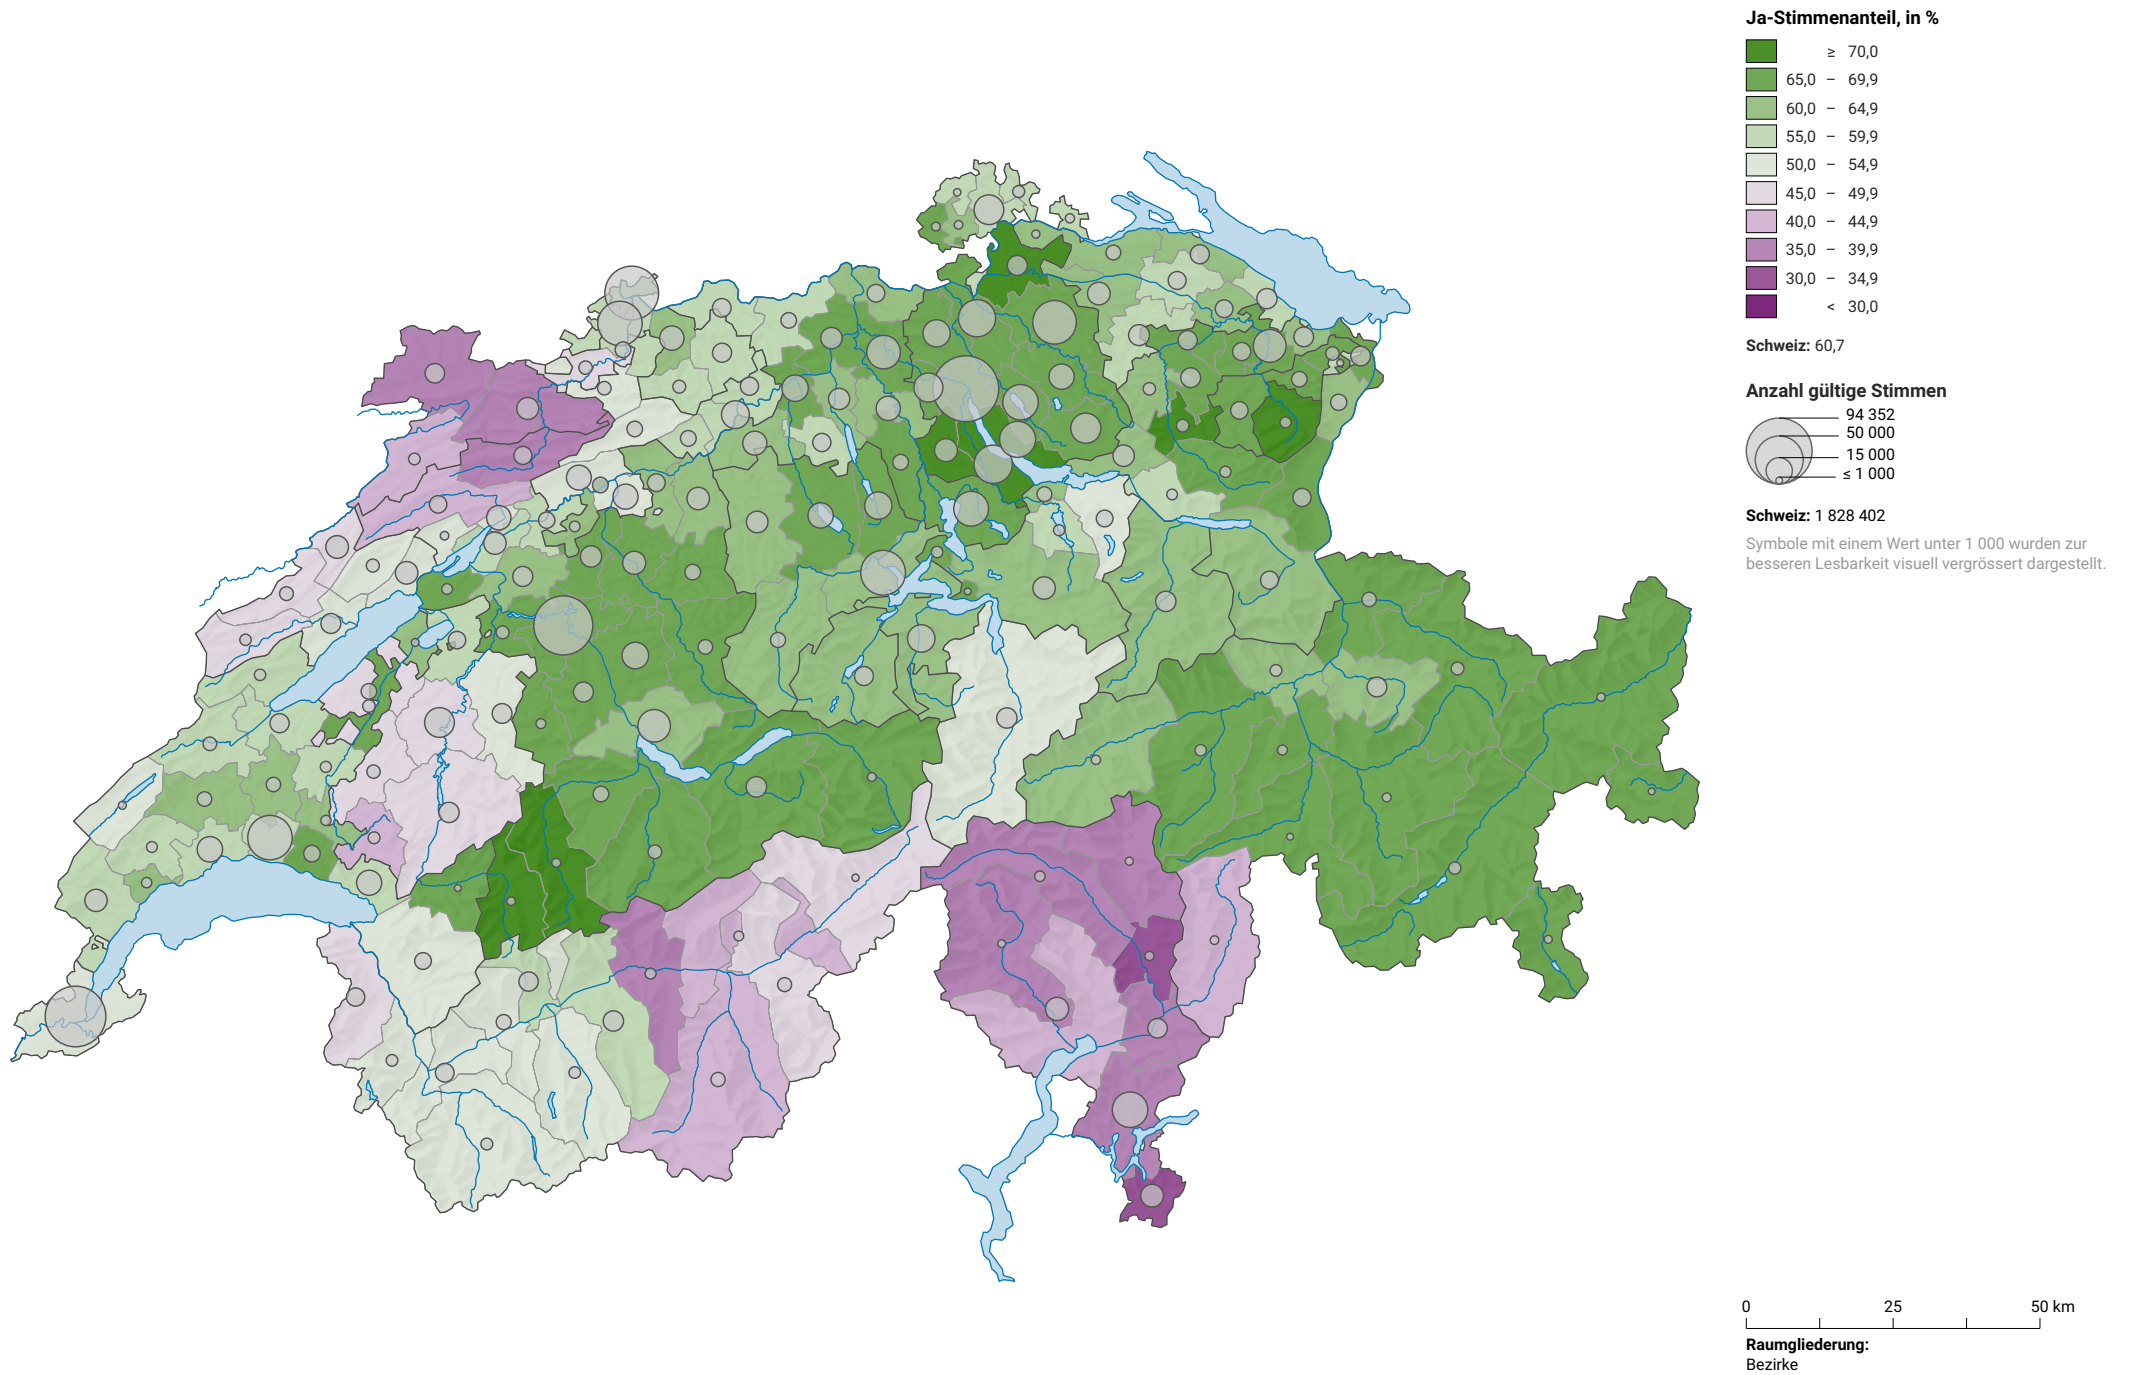 Ja-Stimmenanteil, in %
≥ 70,0
65,0 – 69,9
60,0 – 64,9
55,0 – 59,9
50,0 – 54,9
45,0 – 49,9
40,0 – 44,9
35,0 – 39,9
30,0 – 34,9
< 30,0
Schweiz: 60,7
Anzahl gültige Stimmen
94 352
50 000
15 000
≤ 1 000
Schweiz: 1 828 402
Symbole mit einem Wert unter 1 000 wurden zur
besseren Lesbarkeit visuell vergrössert dargestellt.
0 25 50 km
Raumgliederung:
Bezirke